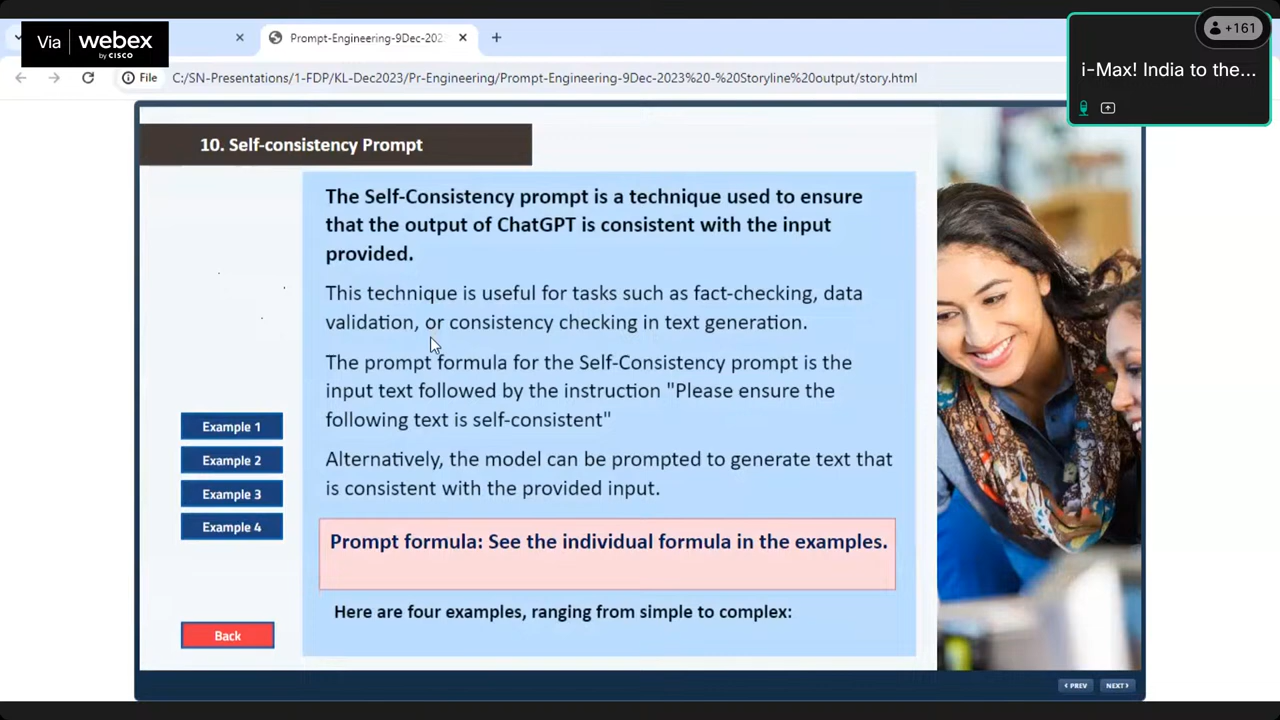 Via webex
by CISCO
Prompt-Engineering-9Dec-202
+161
i-Max! India to the...
File C:/SN-Presentations/1-FDP/KL-Dec2023/Pr-Engineering/Prompt-Engineering-9Dec-2023%20-%20Storyline%20output/story.html
10. Self-consistency Prompt
The Self-Consistency prompt is a technique used to ensure
that the output of ChatGPT is consistent with the input
provided.
This technique is useful for tasks such as fact-checking, data
validation, or consistency checking in text generation.
The prompt formula for the Self-Consistency prompt is the
input text followed by the instruction "Please ensure the
following text is self-consistent"
Alternatively, the model can be prompted to generate text that
is consistent with the provided input.
Prompt formula: See the individual formula in the examples.
Here are four examples, ranging from simple to complex:
Example 1
Example 2
Example 3
Example 4
Back
< PREV
NEXT >